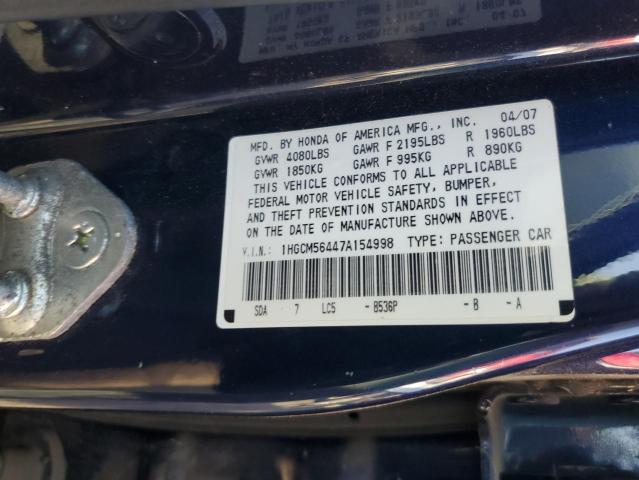 04/07
MFD. BY HONDA OF AMERICA MFG., INC.
GVWR 4080LBS GAWR F 2195LBS R 1960LBS
GVWR 1850KG GAWR F 995KG R 890KG
THIS VEHICLE CONFORMS TO ALL APPLICABLE
FEDERAL MOTOR VEHICLE SAFETY, BUMPER,
AND THEFT PREVENTION STANDARDS IN EFFECT
ON THE DATE OF MANUFACTURE SHOWN ABOVE.
V.I.N.: 1HGCM56447A154998 TYPE: PASSENGER CAR
SDA 7 LC5 - B536P - B - A